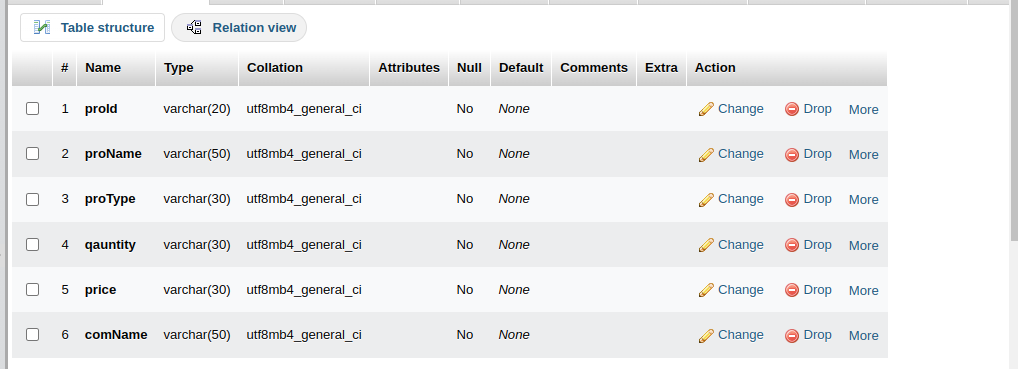 Table structure Relation view
# Name Type Collation Attributes Null Default Comments Extra Action
1 proId varchar(20) utf8mb4_general_ci No None Change Drop More
2 proName varchar(50) utf8mb4_general_ci No None Change Drop More
3 proType varchar(30) utf8mb4_general_ci No None Change Drop More
4 qauntity varchar(30) utf8mb4_general_ci No None Change Drop More
5 price varchar(30) utf8mb4_general_ci No None Change Drop More
6 comName varchar(50) utf8mb4_general_ci No None Change Drop More